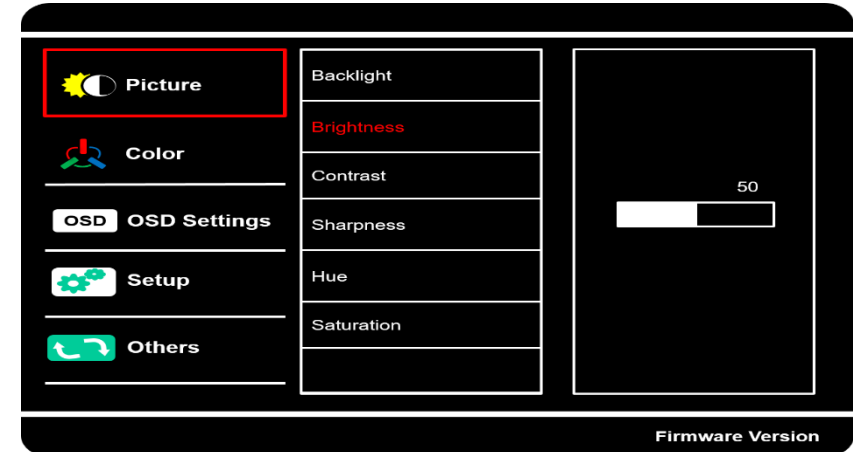 Picture
Color
OSD OSD Settings
Setup
Others
Backlight
Brightness
Contrast
Sharpness
Hue
Saturation
50
Firmware Version